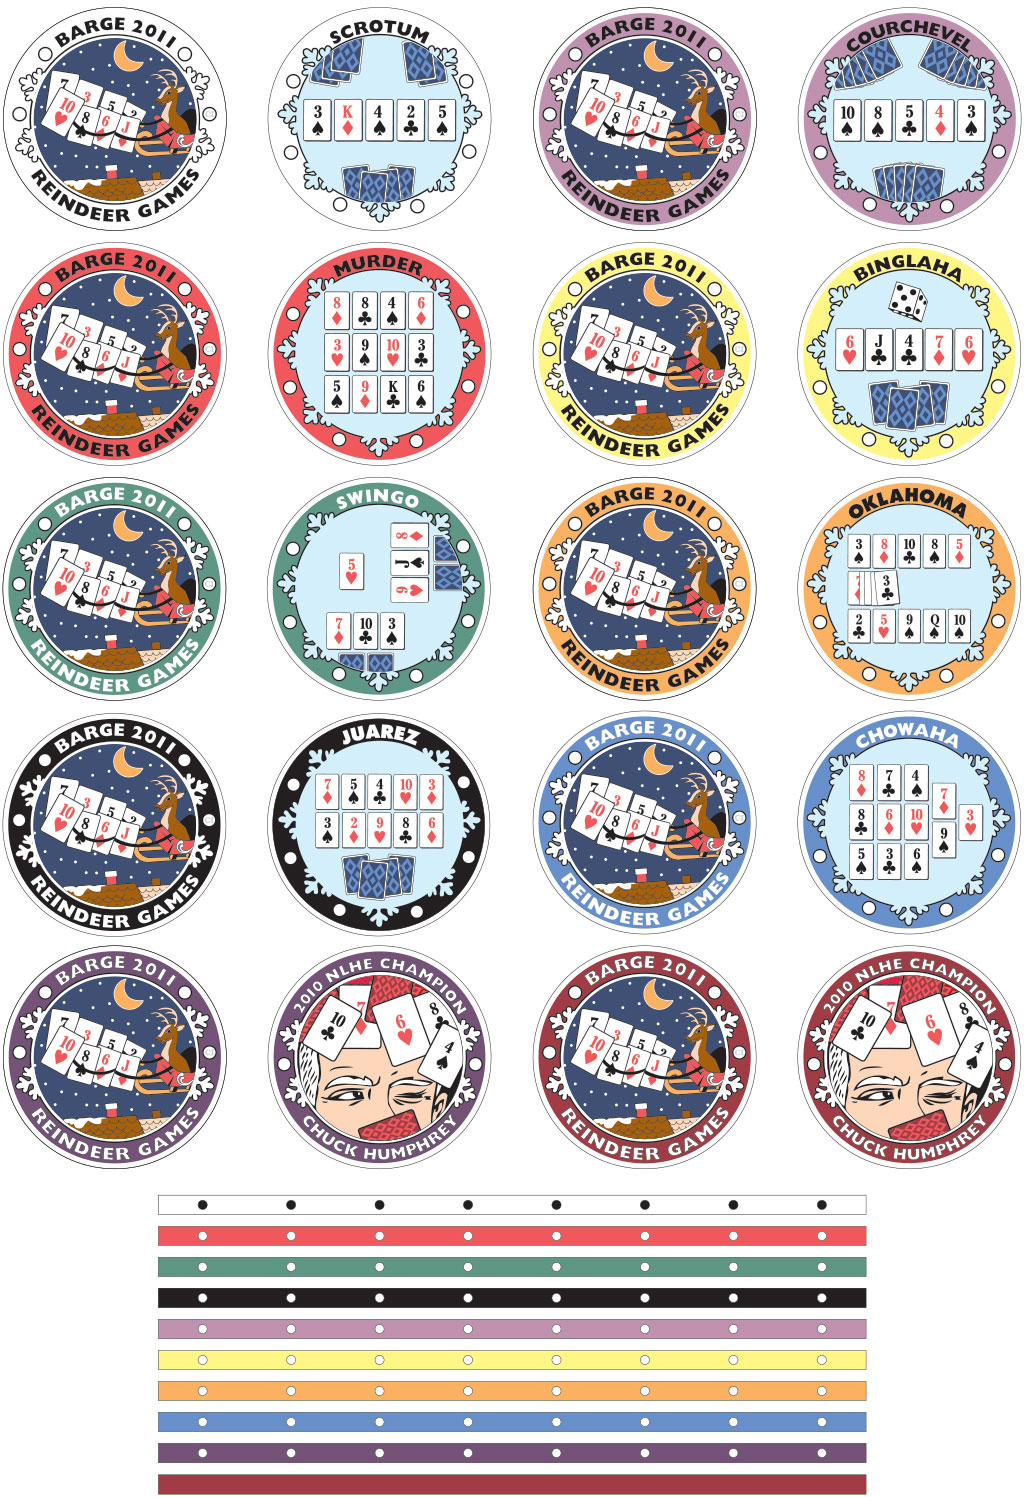 BARGE 2011
REINDEER GAMES
SCROTUM
3 K 4 2 5
BARGE 2011
REINDEER GAMES
COURCHEVEL
10 8 5 4 3
BARGE 2011
REINDEER GAMES
MURDER
8 8 4 6
3 9 10 3
5 9 K 6
BARGE 2011
REINDEER GAMES
BINGLAHA
6 J 4 7 6
BARGE 2011
REINDEER GAMES
SWINGO
8
J
9
5
7 10 3
BARGE 2011
REINDEER GAMES
OKLAHOMA
3 8 10 8 5
3
2 5 9 Q 10
BARGE 2011
REINDEER GAMES
JUAREZ
7 5 4 10 3
3 2 9 8 6
BARGE 2011
REINDEER GAMES
CHOWAHA
8 7 4
7
8 6 10
3
9
5 3 6
BARGE 2011
REINDEER GAMES
2010 NLHE CHAMPION
10 7 6 8 4
CHUCK HUMPHREY
BARGE 2011
REINDEER GAMES
2010 NLHE CHAMPION
10 7 6 8 4
CHUCK HUMPHREY